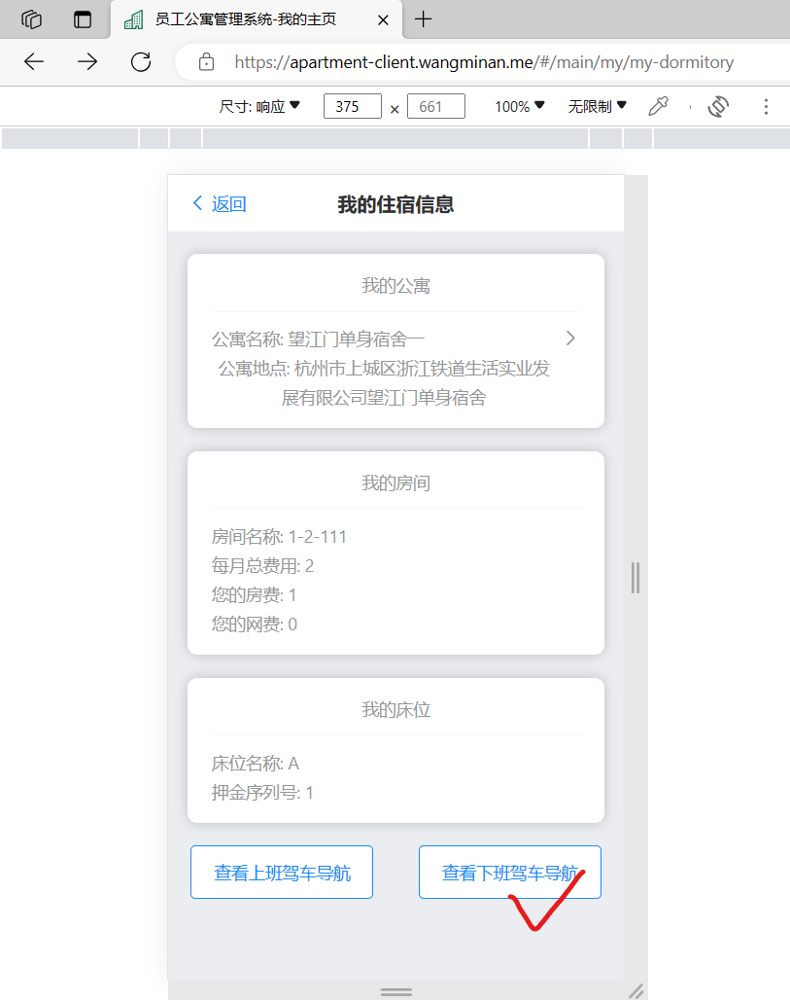 员工公寓管理系统-我的主页
https://apartment-client.wangminan.me/#/main/my/my-dormitory
尺寸: 响应 375 × 661 100% 无限制
返回 我的住宿信息
我的公寓
公寓名称: 望江门单身宿舍一
公寓地点: 杭州市上城区浙江铁道生活实业发
展有限公司望江门单身宿舍
我的房间
房间名称: 1-2-111
每月总费用: 2
您的房费: 1
您的网费: 0
我的床位
床位名称: A
押金序列号: 1
查看上班驾车导航 查看下班驾车导航